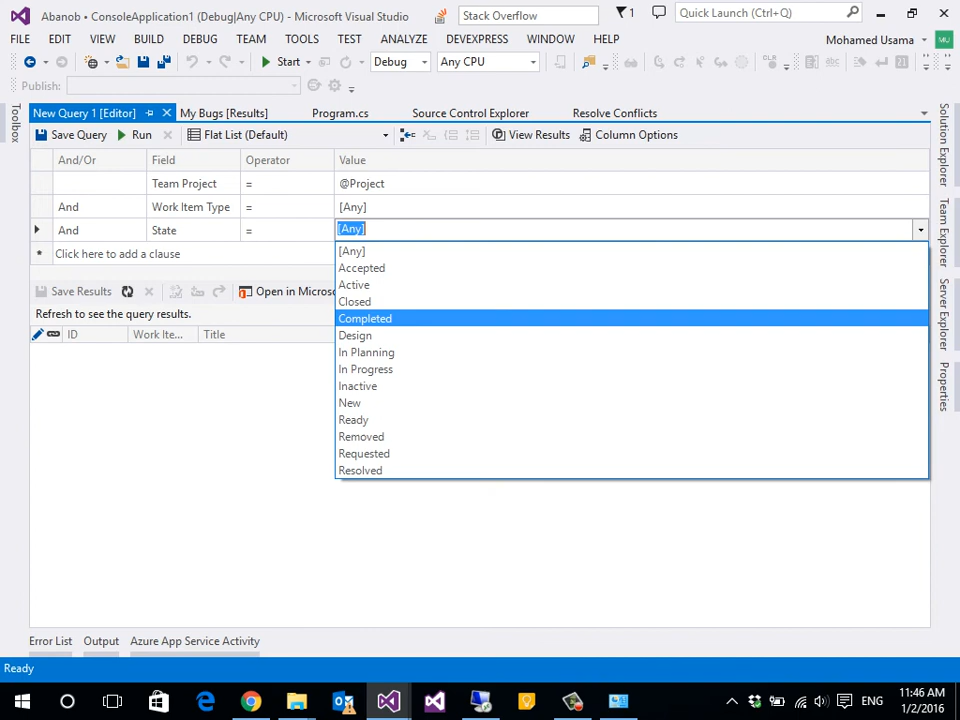 Abanob - ConsoleApplication1 (Debug|Any CPU) - Microsoft Visual Studio
Stack Overflow
1
Quick Launch (Ctrl+Q)
FILE EDIT VIEW BUILD DEBUG TEAM TOOLS TEST ANALYZE DEVEXPRESS WINDOW HELP
Mohamed Usama MU
Start Debug Any CPU
Publish:
New Query 1 [Editor] My Bugs [Results] Program.cs Source Control Explorer Resolve Conflicts
Toolbox
Save Query Run Flat List (Default) View Results Column Options
And/Or Field Operator Value
Team Project = @Project
And Work Item Type = [Any]
And State = [Any]
* Click here to add a clause
[Any]
Accepted
Active
Closed
Completed
Design
In Planning
In Progress
Inactive
New
Ready
Removed
Requested
Resolved
Save Results Open in Microso
Refresh to see the query results.
ID Work Ite... Title
Solution Explorer
Team Explorer
Server Explorer
Properties
Error List Output Azure App Service Activity
Ready
ENG
11:46 AM
1/2/2016